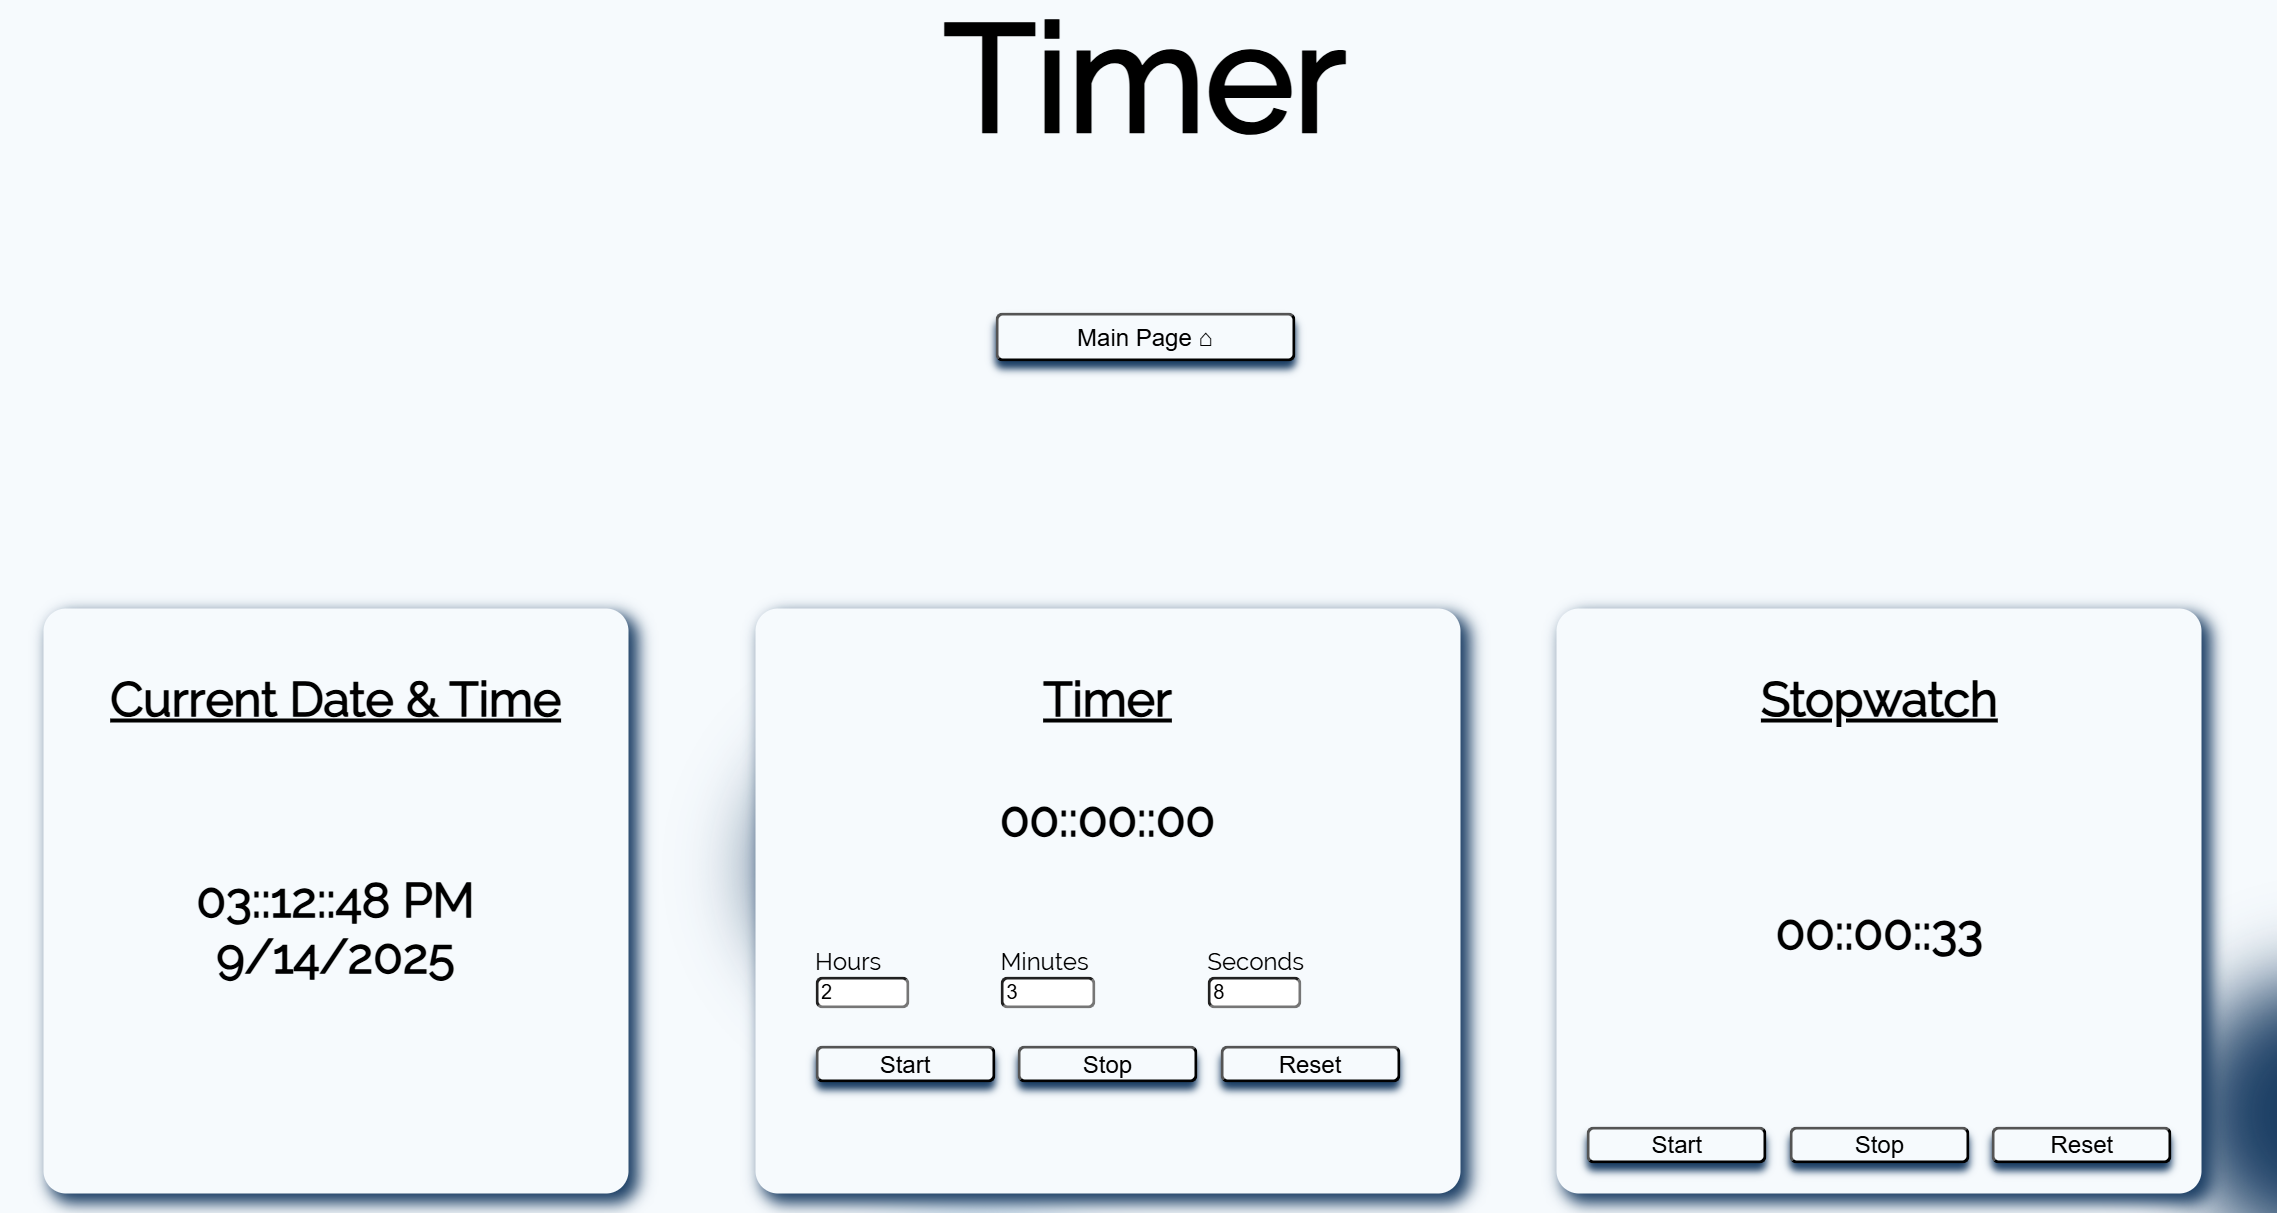 Timer
Main Page ⌂
Current Date & Time
03::12::48 PM
9/14/2025
Timer
00::00::00
Hours Minutes Seconds
2 3 8
Start Stop Reset
Stopwatch
00::00::33
Start Stop Reset